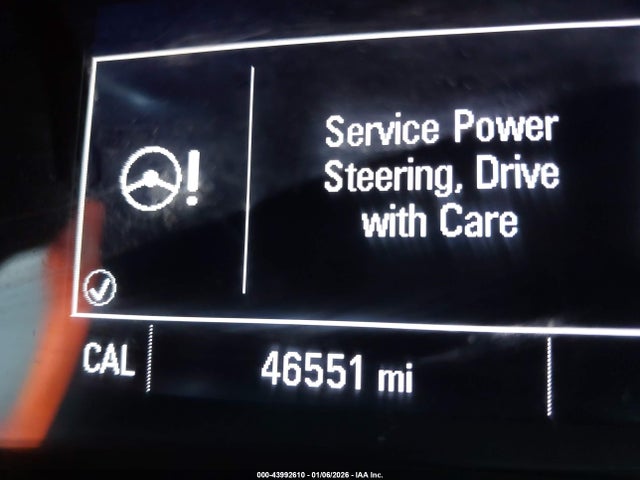 Service Power
Steering, Drive
with Care
CAL 46551 mi
000-43992610 - 01/06/2026 - IAA Inc.